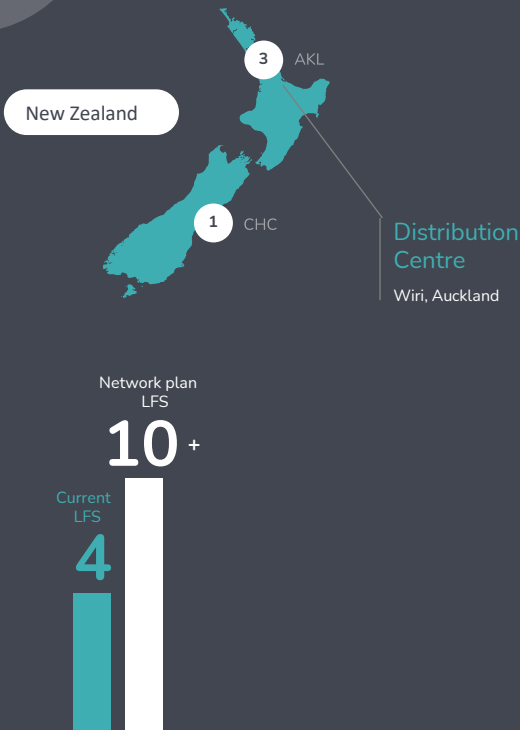 3 AKL
New Zealand
1 CHC
Distribution
Centre
Wiri, Auckland
Network plan
LFS
10 +
Current
LFS
4